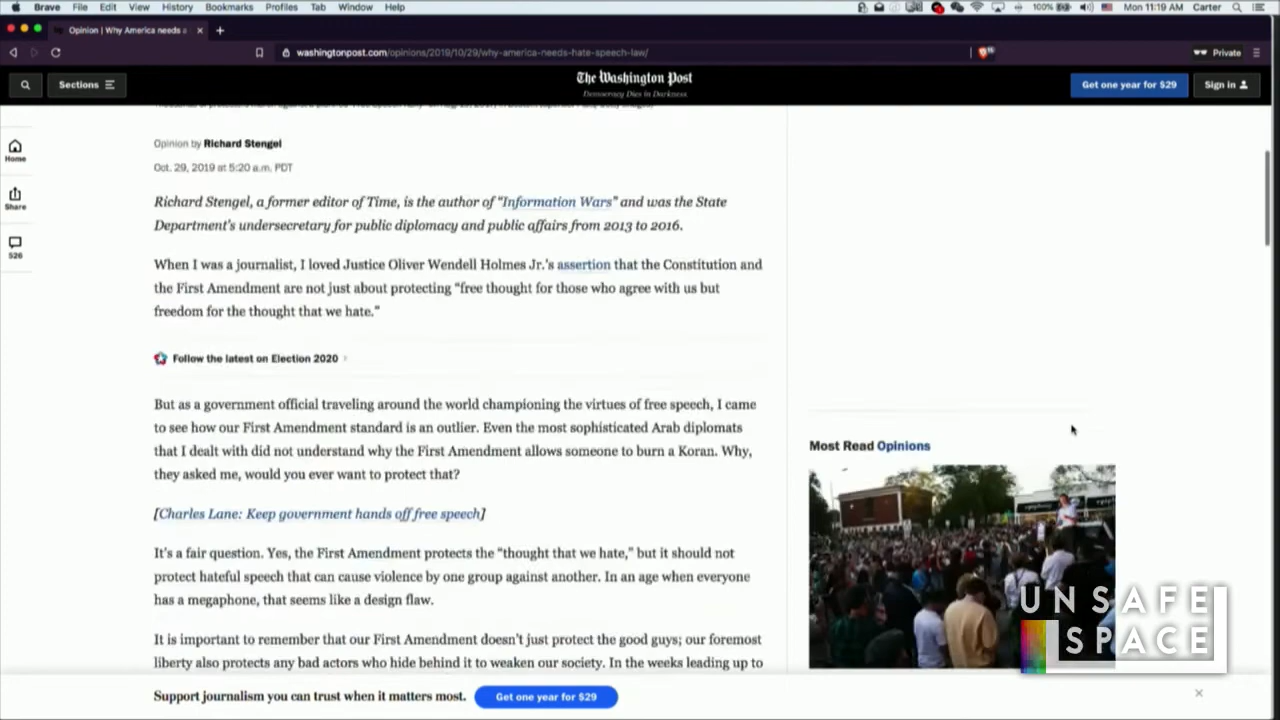 Brave File Edit View History Bookmarks Profiles Tab Window Help 100% Mon 11:19 AM Carter
Opinion | Why America needs a
washingtonpost.com/opinions/2019/10/29/why-america-needs-hate-speech-law/ Private
Sections The Washington Post Get one year for $29 Sign in
Democracy Dies in Darkness
Opinion by Richard Stengel
Home
Oct. 29, 2019 at 5:20 a.m. PDT
Share
Richard Stengel, a former editor of Time, is the author of "Information Wars" and was the State
Department's undersecretary for public diplomacy and public affairs from 2013 to 2016.
526
When I was a journalist, I loved Justice Oliver Wendell Holmes Jr.'s assertion that the Constitution and
the First Amendment are not just about protecting "free thought for those who agree with us but
freedom for the thought that we hate."
Follow the latest on Election 2020
But as a government official traveling around the world championing the virtues of free speech, I came
to see how our First Amendment standard is an outlier. Even the most sophisticated Arab diplomats
that I dealt with did not understand why the First Amendment allows someone to burn a Koran. Why,
they asked me, would you ever want to protect that?
[Charles Lane: Keep government hands off free speech]
It's a fair question. Yes, the First Amendment protects the "thought that we hate," but it should not
protect hateful speech that can cause violence by one group against another. In an age when everyone
has a megaphone, that seems like a design flaw.
It is important to remember that our First Amendment doesn't just protect the good guys; our foremost
liberty also protects any bad actors who hide behind it to weaken our society. In the weeks leading up to
Most Read Opinions
UNSAFE
SPACE
Support journalism you can trust when it matters most. Get one year for $29